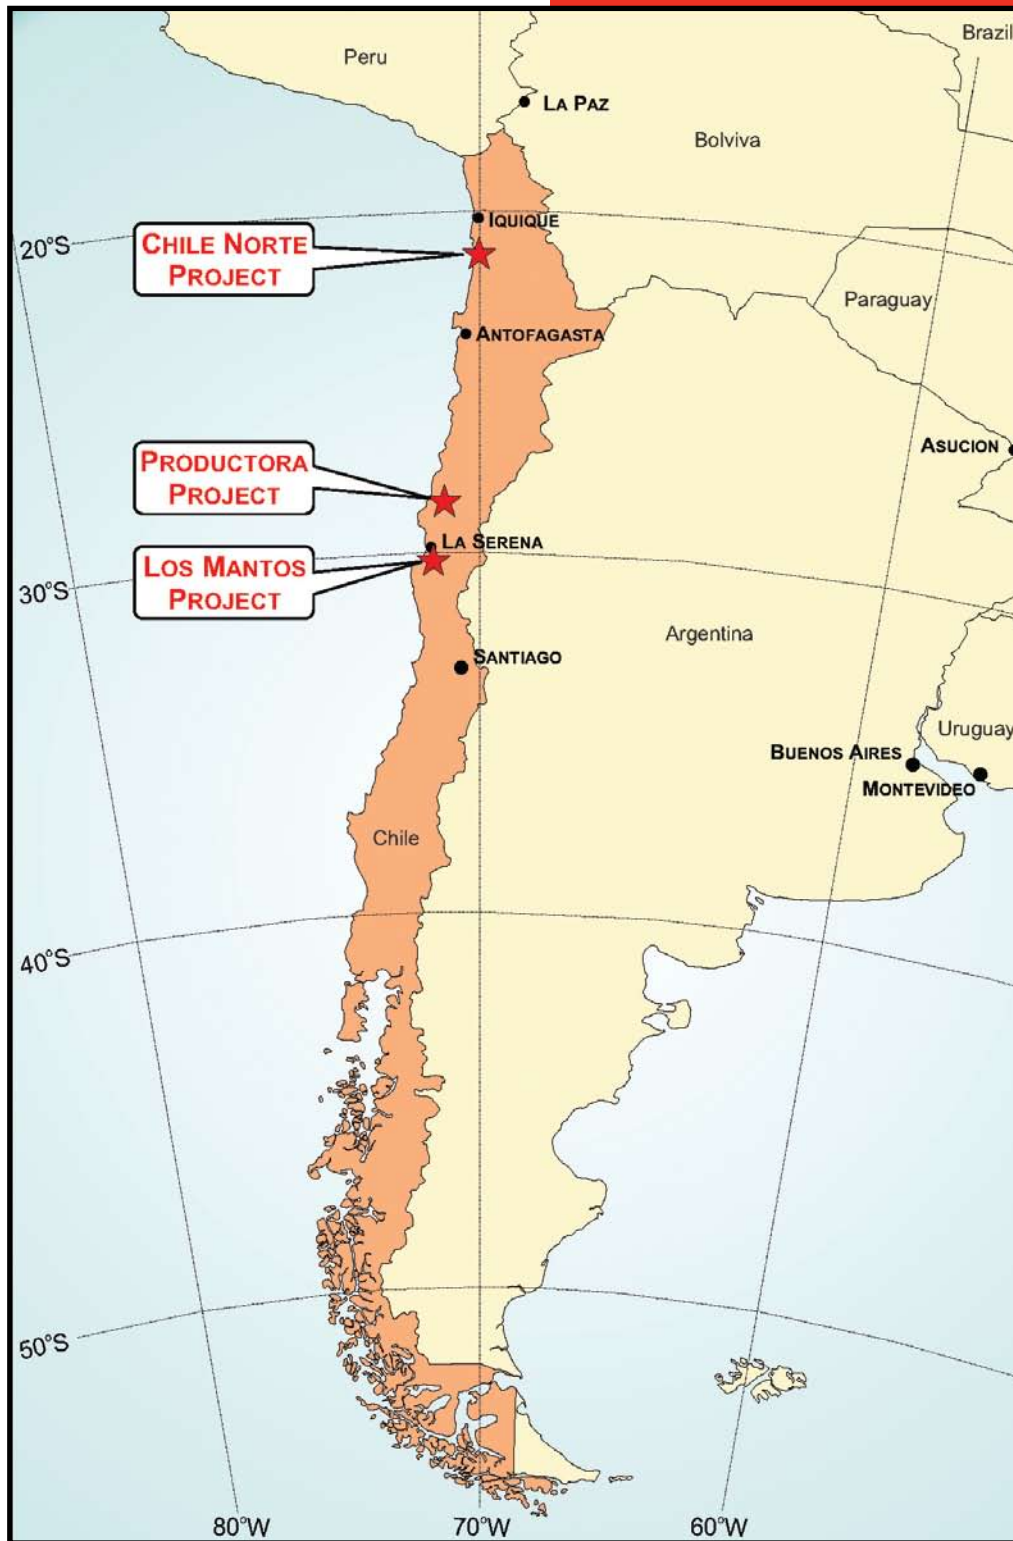 Brazil
Peru
LA PAZ
Bolviva
IQUIQUE
20°S
CHILE NORTE
PROJECT
Paraguay
ANTOFAGASTA
ASUCION
PRODUCTORA
PROJECT
LA SERENA
LOS MANTOS
PROJECT
30°S
Argentina
SANTIAGO
Uruguay
BUENOS AIRES
MONTEVIDEO
Chile
40°S
50°S
80°W
70°W
60°W